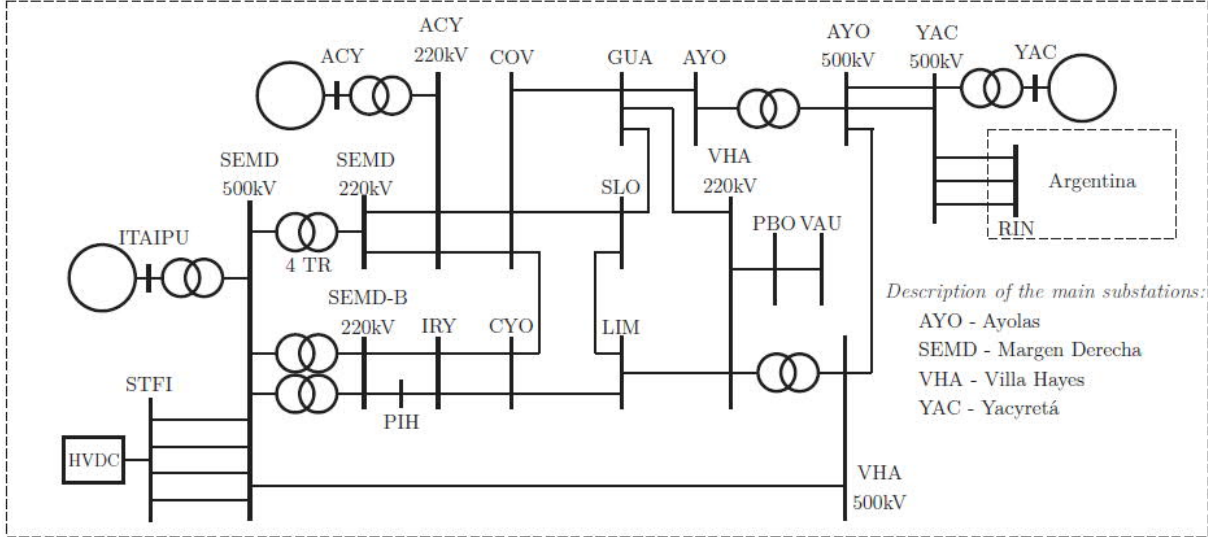 ACY
220kV
ACY
COV
GUA
AYO
AYO
500kV
YAC
500kV
YAC
SEMD
500kV
SEMD
220kV
VHA
220kV
SLO
Argentina
RIN
PBO VAU
ITAIPU
4 TR
SEMD-B
220kV
IRY
CYO
LIM
Description of the main substations:
AYO - Ayolas
SEMD - Margen Derecha
VHA - Villa Hayes
YAC - Yacyretá
STFI
PIH
HVDC
VHA
500kV